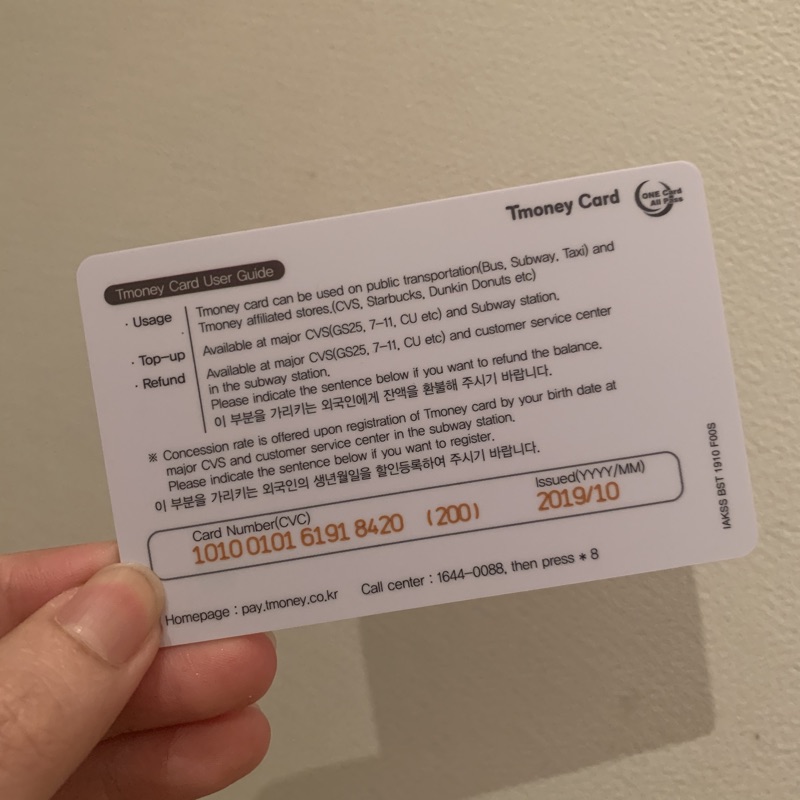 Tmoney Card
ONE Card
All Pass
Tmoney Card User Guide
· Usage
Tmoney card can be used on public transportation(Bus, Subway, Taxi) and
Tmoney affiliated stores.(CVS, Starbucks, Dunkin Donuts etc)
· Top-up
Available at major CVS(GS25, 7-11, CU etc) and Subway station.
· Refund
Available at major CVS(GS25, 7-11, CU etc) and customer service center
in the subway station.
Please indicate the sentence below if you want to refund the balance.
이 부분을 가리키는 외국인에게 잔액을 환불해 주시기 바랍니다.
※ Concession rate is offered upon registration of Tmoney card by your birth date at
major CVS and customer service center in the subway station.
Please indicate the sentence below if you want to register.
이 부분을 가리키는 외국인의 생년월일을 할인등록하여 주시기 바랍니다.
Card Number(CVC)
Issued(YYYY/MM)
1010 0101 6191 8420 (200)
2019/10
Homepage : pay.tmoney.co.kr
Call center : 1644-0088, then press * 8
IAKSS BST 1910 F00S